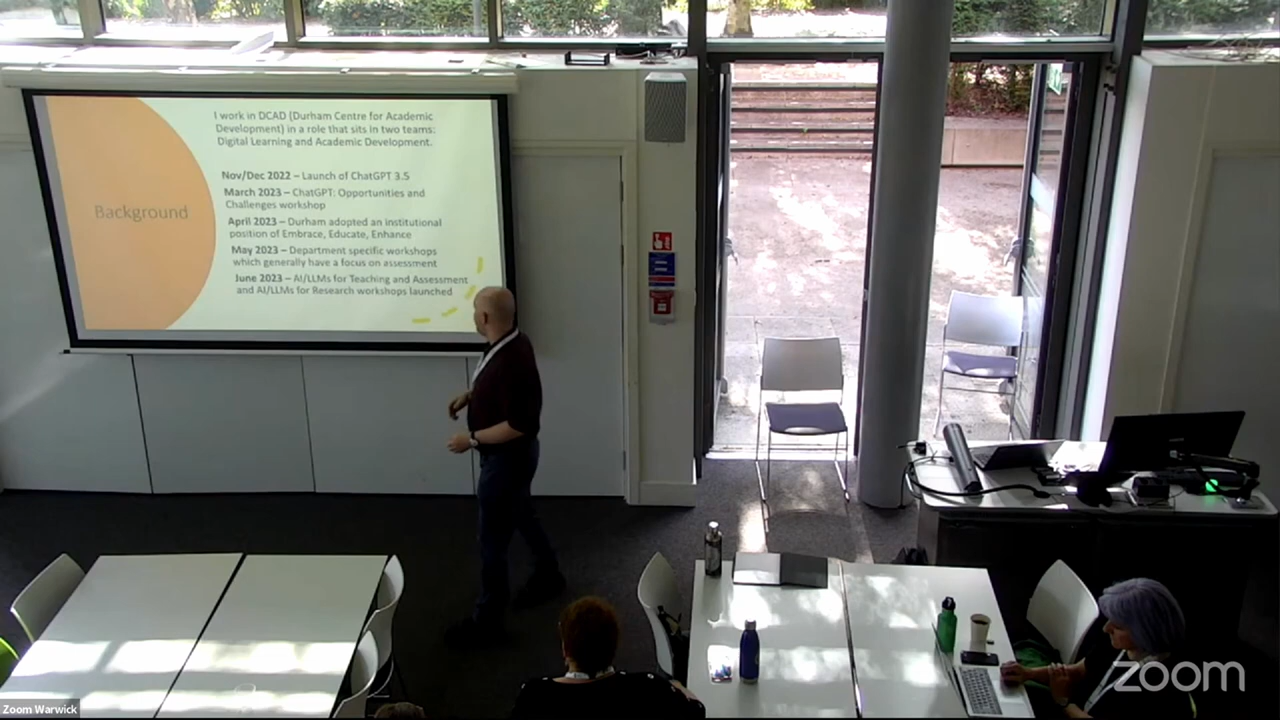 I work in DCAD (Durham Centre for Academic
Development) in a role that sits in two teams:
Digital Learning and Academic Development.
Background
Nov/Dec 2022 – Launch of ChatGPT 3.5
March 2023 – ChatGPT: Opportunities and
Challenges workshop
April 2023 – Durham adopted an institutional
position of Embrace, Educate, Enhance
May 2023 – Department specific workshops
which generally have a focus on assessment
June 2023 – AI/LLMs for Teaching and Assessment
and AI/LLMs for Research workshops launched
Zoom Warwick
zoom